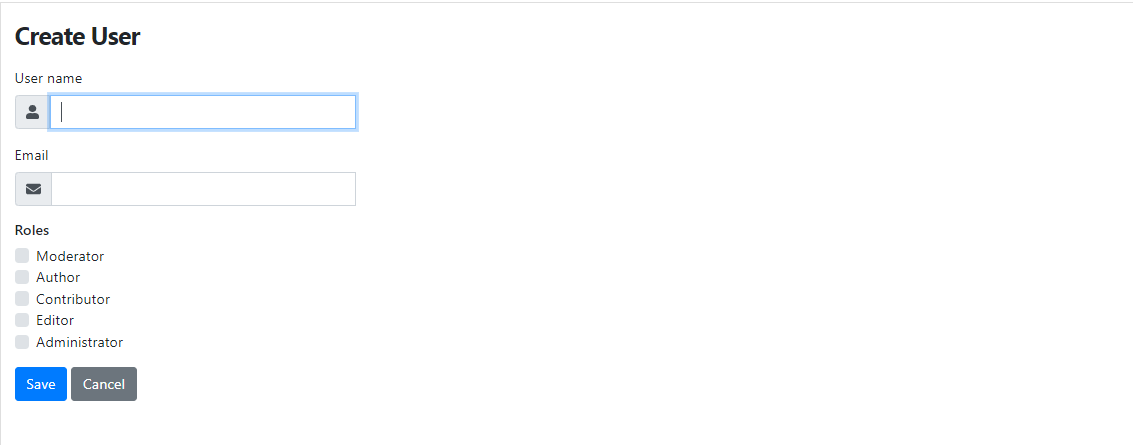 Create User
User name
Email
Roles
Moderator
Author
Contributor
Editor
Administrator
Save Cancel